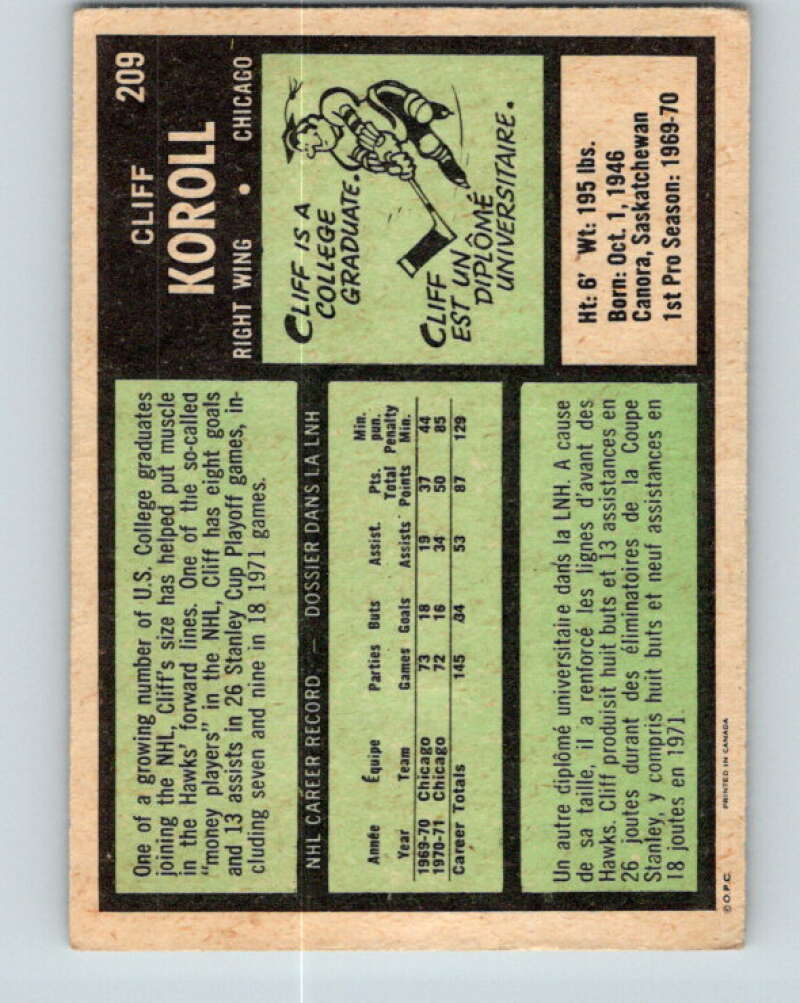 CLIFF 209
KOROLL
RIGHT WING • CHICAGO
One of a growing number of U.S. College graduates
joining the NHL, Cliff's size has helped put muscle
in the Hawks' forward lines. One of the so-called
"money players" in the NHL, Cliff has eight goals
and 13 assists in 26 Stanley Cup Playoff games, in-
cluding seven and nine in 18 1971 games.
CLIFF IS A
COLLEGE
GRADUATE.
CLIFF
EST UN
DIPLÔMÉ
UNIVERSITAIRE.
NHL CAREER RECORD — DOSSIER DANS LA LNH
Année Équipe Parties Buts Assist. Pts. Min. pun.
Year Team Games Goals Assists Total Points Penalty Min.
1969-70 Chicago 73 18 19 37 44
1970-71 Chicago 72 16 34 50 85
Career Totals 145 34 53 87 129
Ht: 6' Wt: 195 lbs.
Born: Oct. 1, 1946
Canora, Saskatchewan
1st Pro Season: 1969-70
Un autre diplômé universitaire dans la LNH. A cause
de sa taille, il a renforcé les lignes d'avant des
Hawks. Cliff produisit huit buts et 13 assistances en
26 joutes durant des éliminatoires de la Coupe
Stanley, y compris huit buts et neuf assistances en
18 joutes en 1971.
© O.P.C. PRINTED IN CANADA